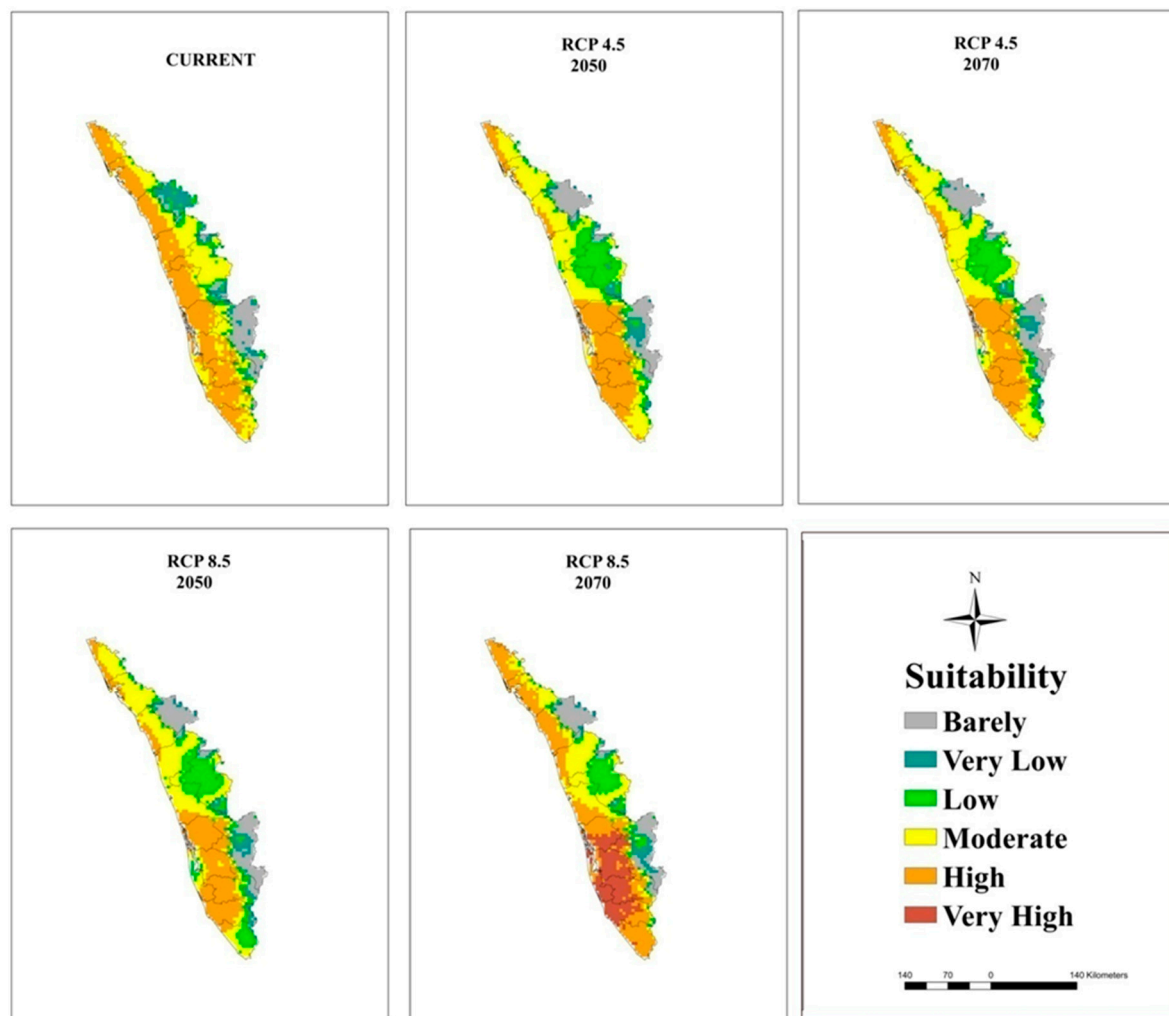 CURRENT
RCP 4.5
2050
RCP 4.5
2070
RCP 8.5
2050
RCP 8.5
2070
N
Suitability
Barely
Very Low
Low
Moderate
High
Very High
140 70 0 140 Kilometers